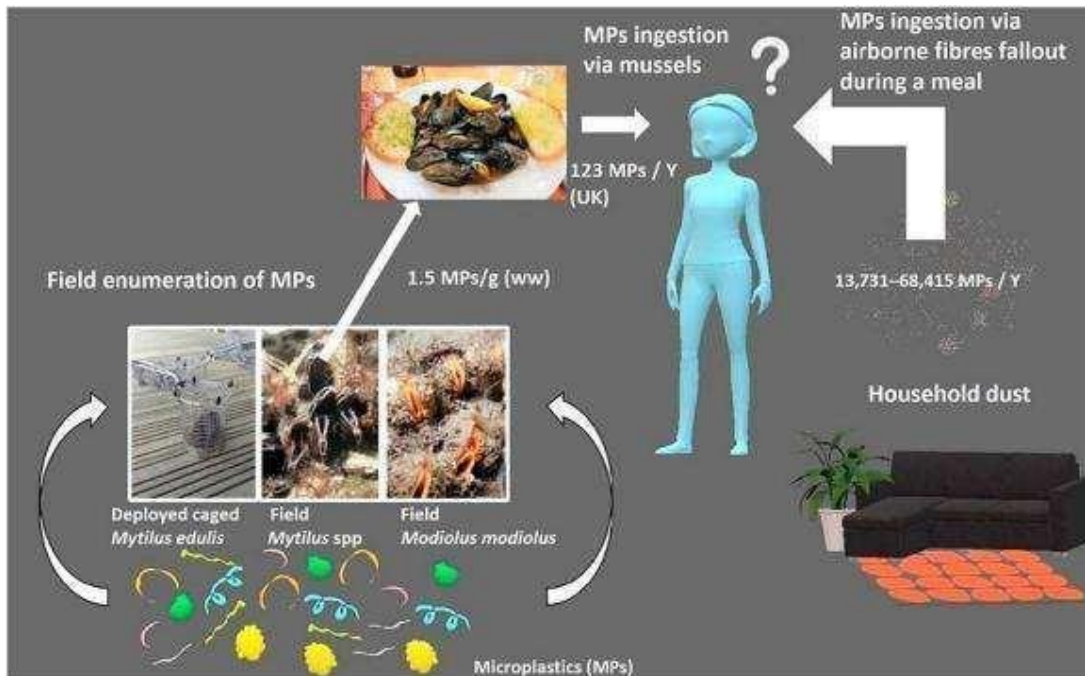 MPs ingestion
via mussels
?
MPs ingestion via
airborne fibres fallout
during a meal
123 MPs / Y
(UK)
Field enumeration of MPs
1.5 MPs/g (ww)
13,731–68,415 MPs / Y
Household dust
Deployed caged
Mytilus edulis
Field
Mytilus spp
Field
Modiolus modiolus
Microplastics (MPs)